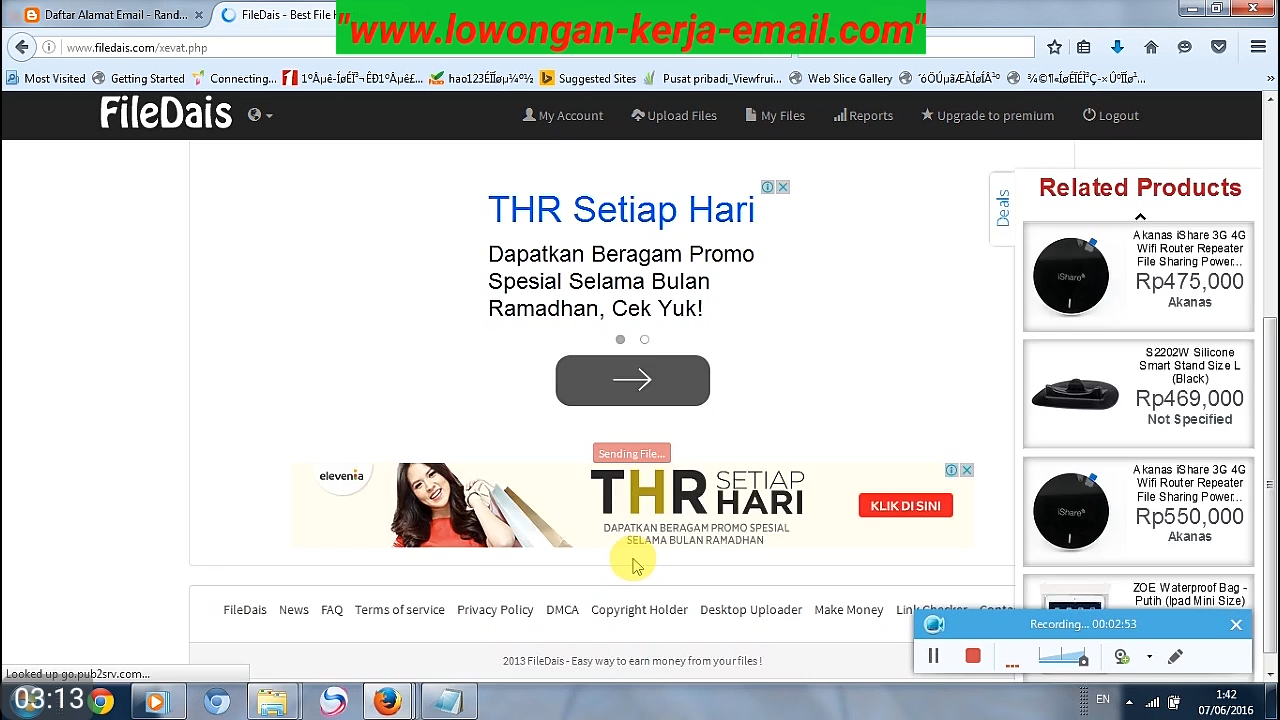 Daftar Alamat Email - Rand...
FileDais - Best File H
"www.lowongan-kerja-email.com"
www.filedais.com/xevat.php
Most Visited
Getting Started
Connecting...
hao123
Suggested Sites
Pusat pribadi_Viewfrui...
Web Slice Gallery
FileDais
My Account
Upload Files
My Files
Reports
Upgrade to premium
Logout
THR Setiap Hari
Dapatkan Beragam Promo
Spesial Selama Bulan
Ramadhan, Cek Yuk!
Sending File...
elevenia
THR SETIAP
HARI
DAPATKAN BERAGAM PROMO SPESIAL
SELAMA BULAN RAMADHAN
KLIK DI SINI
Deals
Related Products
Akanas iShare 3G 4G
Wifi Router Repeater
File Sharing Power...
Rp475,000
Akanas
iShare
S2202W Silicone
Smart Stand Size L
(Black)
Rp469,000
Not Specified
Akanas iShare 3G 4G
Wifi Router Repeater
File Sharing Power...
Rp550,000
Akanas
iShare
ZOE Waterproof Bag -
Putih (Ipad Mini Size)
FileDais
News
FAQ
Terms of service
Privacy Policy
DMCA
Copyright Holder
Desktop Uploader
Make Money
Link Checker
2013 FileDais - Easy way to earn money from your files!
Recording... 00:02:53
Looked up go.pub2srv.com...
03:13
EN
1:42
07/06/2016